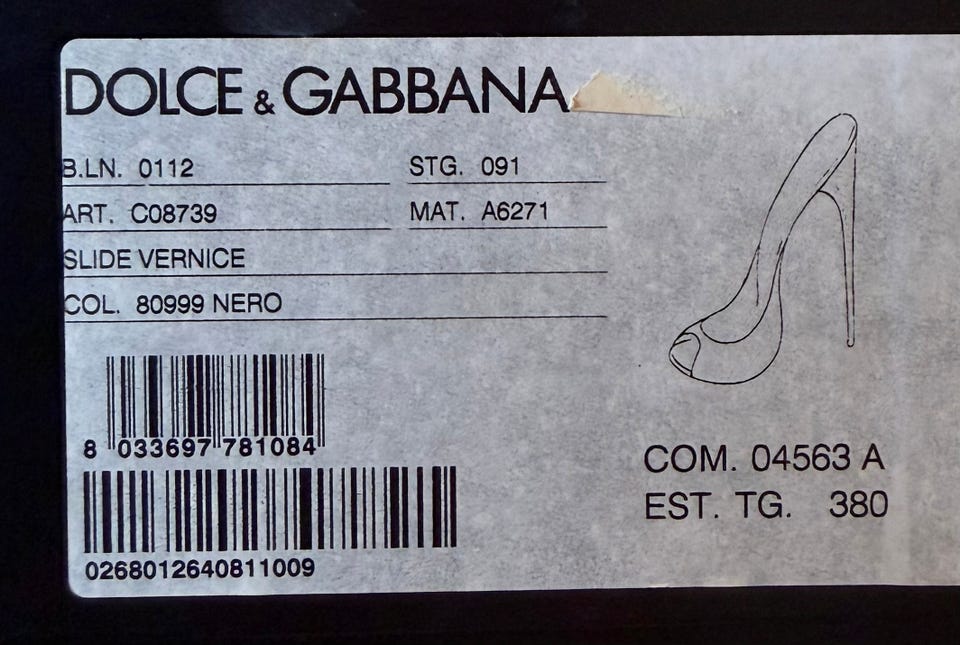 DOLCE & GABBANA
B.LN. 0112 STG. 091
ART. C08739 MAT. A6271
SLIDE VERNICE
COL. 80999 NERO
8 033697 781084
0268012640811009
COM. 04563 A
EST. TG. 380